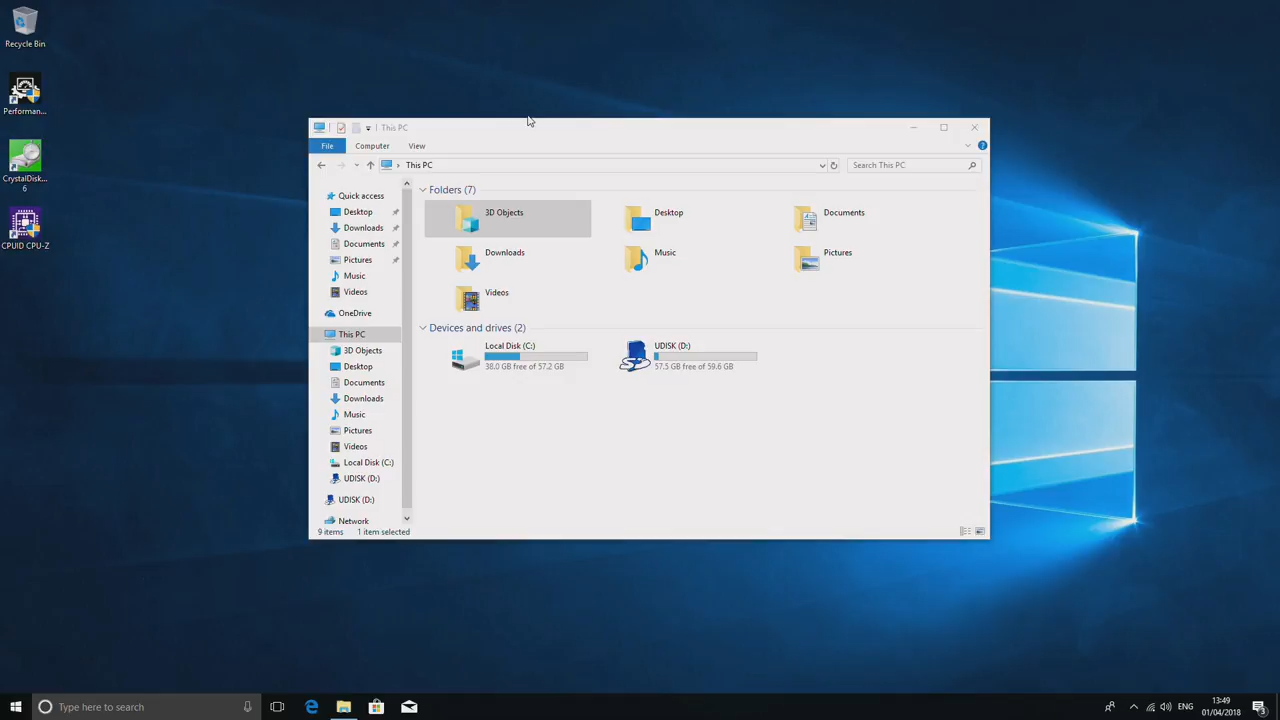 Recycle Bin
Performan...
CrystalDisk...
6
CPUID CPU-Z
This PC
File
Computer
View
This PC
Search This PC
Quick access
Desktop
Downloads
Documents
Pictures
Music
Videos
OneDrive
This PC
3D Objects
Desktop
Documents
Downloads
Music
Pictures
Videos
Local Disk (C:)
UDISK (D:)
UDISK (D:)
Network
Folders (7)
3D Objects
Desktop
Documents
Downloads
Music
Pictures
Videos
Devices and drives (2)
Local Disk (C:)
38.0 GB free of 57.2 GB
UDISK (D:)
57.5 GB free of 59.6 GB
9 items
1 item selected
Type here to search
ENG
13:49
01/04/2018
3